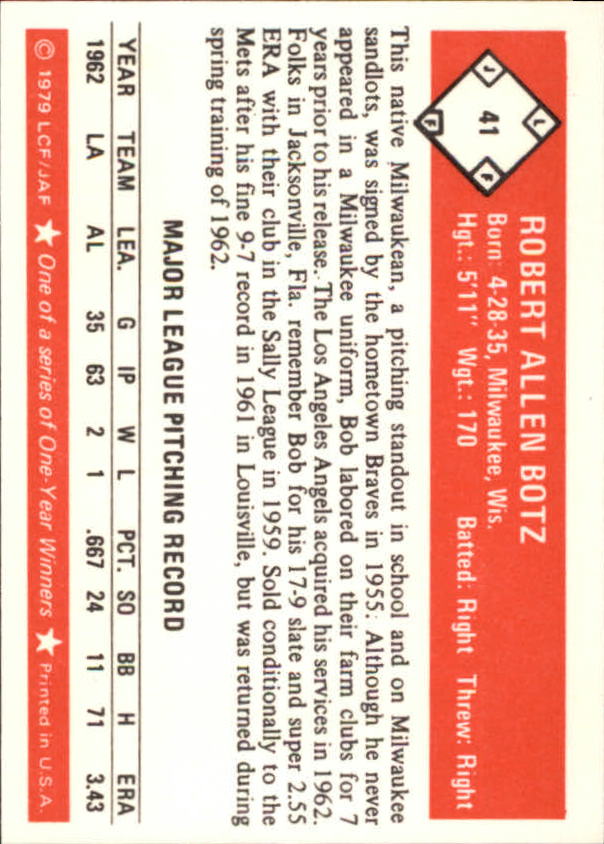 41
L
J
F
F
ROBERT ALLEN BOTZ
Born: 4-28-35, Milwaukee, Wis.
Hgt.: 5'11" Wgt.: 170 Batted: Right Threw: Right
This native Milwaukean, a pitching standout in school and on Milwaukee
sandlots, was signed by the hometown Braves in 1955. Although he never
appeared in a Milwaukee uniform, Bob labored on their farm clubs for 7
years prior to his release. The Los Angeles Angels acquired his services in 1962.
Folks in Jacksonville, Fla. remember Bob for his 17-9 slate and super 2.55
ERA with their club in the Sally League in 1959. Sold conditionally to the
Mets after his fine 9-7 record in 1961 in Louisville, but was returned during
spring training of 1962.
MAJOR LEAGUE PITCHING RECORD
YEAR TEAM LEA. G IP W L PCT. SO BB H ERA
1962 LA AL 35 63 2 1 .667 24 11 71 3.43
© 1979 LCF/JAF ★ One of a series of One-Year Winners ★ Printed in U.S.A.